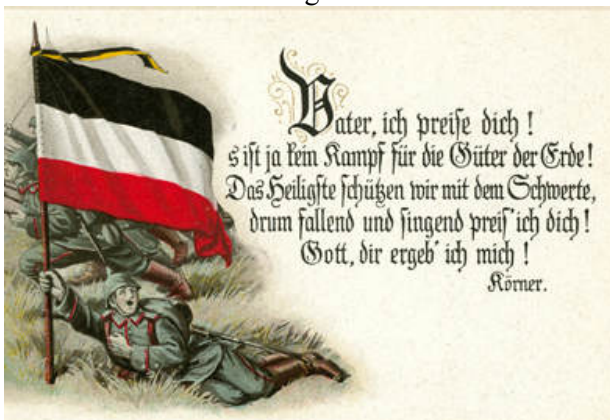 Vater, ich preise dich!
s ist ja kein Kampf für die Güter der Erde!
Das Heiligste schützen wir mit dem Schwerte,
drum fallend und singend preis' ich dich!
Gott, dir ergeb' ich mich!
Körner.